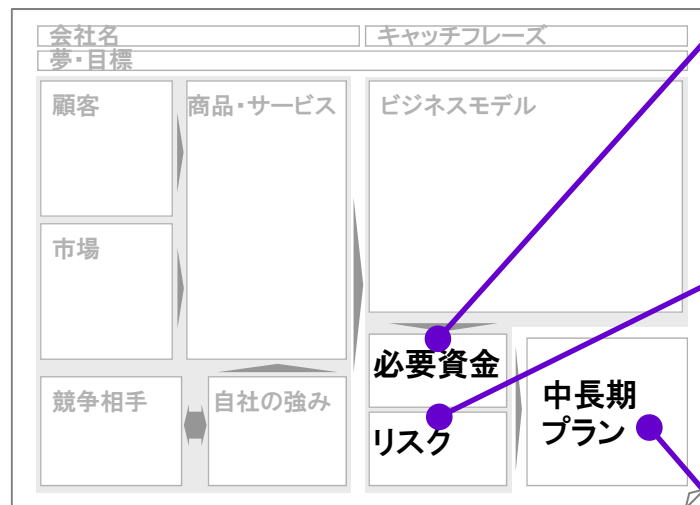 会社名
キャッチフレーズ
夢・目標
顧客
商品・サービス
ビジネスモデル
市場
競争相手
自社の強み
必要資金
リスク
中長期
プラン